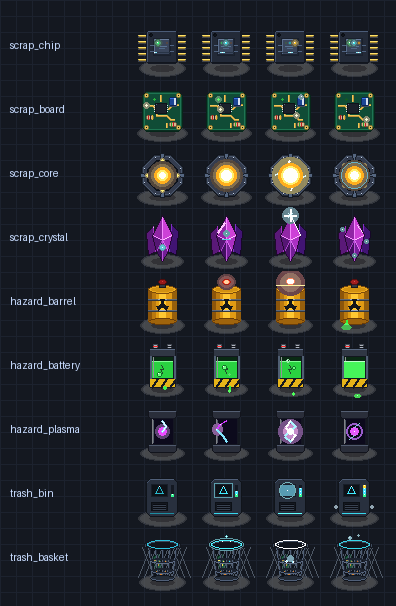 scrap_chip
scrap_board
scrap_core
scrap_crystal
hazard_barrel
hazard_battery
hazard_plasma
trash_bin
trash_basket